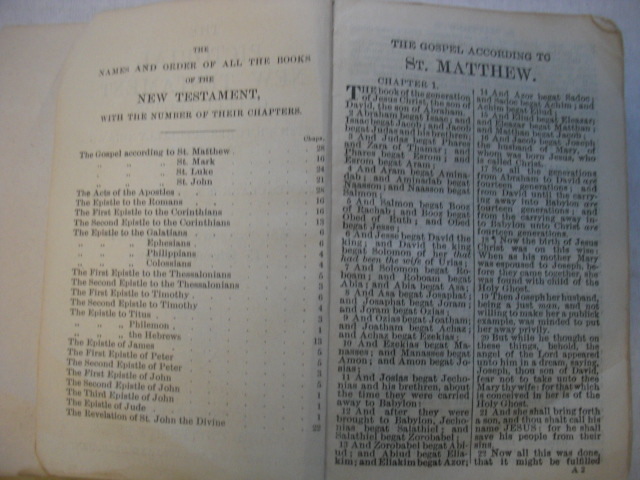 THE
NAMES AND ORDER OF ALL THE BOOKS
OF THE
NEW TESTAMENT,
WITH THE NUMBER OF THEIR CHAPTERS.
Chaps.
The Gospel according to St. Matthew . 28
„ „ „ St. Mark 16
„ „ „ St. Luke 24
„ „ „ St. John 21
The Acts of the Apostles 28
The Epistle to the Romans 16
The First Epistle to the Corinthians 16
The Second Epistle to the Corinthians 13
The Epistle to the Galatians 6
„ „ „ Ephesians 6
„ „ „ Philippians 4
„ „ „ Colossians 4
The First Epistle to the Thessalonians 5
The Second Epistle to the Thessalonians 3
The First Epistle to Timothy 6
The Second Epistle to Timothy 4
The Epistle to Titus 3
„ „ „ Philemon 1
„ „ „ the Hebrews 13
The Epistle of James 5
The First Epistle of Peter 5
The Second Epistle of Peter 3
The First Epistle of John 5
The Second Epistle of John 1
The Third Epistle of John 1
The Epistle of Jude 1
The Revelation of St. John the Divine 22
THE GOSPEL ACCORDING TO
ST. MATTHEW.
CHAPTER 1.
THE book of the generation
of Jesus Christ, the son of
David, the son of Abraham.
2 Abraham begat Isaac; and
Isaac begat Jacob; and Jacob
begat Judas and his brethren;
3 And Judas begat Phares
and Zara of Thamar; and
Phares begat Esrom; and
Esrom begat Aram;
4 And Aram begat Amina-
dab; and Aminadab begat
Naasson; and Naasson begat
Salmon;
5 And Salmon begat Booz
of Rachab; and Booz begat
Obed of Ruth; and Obed
begat Jesse;
6 And Jesse begat David the
king; and David the king
begat Solomon of her that
had been the wife of Urias;
7 And Solomon begat Ro-
boam; and Roboam begat
Abia; and Abia begat Asa;
8 And Asa begat Josaphat;
and Josaphat begat Joram;
and Joram begat Ozias;
9 And Ozias begat Joatham;
and Joatham begat Achaz;
and Achaz begat Ezekias;
10 And Ezekias begat Ma-
nasses; and Manasses begat
Amon; and Amon begat Jo-
sias;
11 And Josias begat Jecho-
nias and his brethren, about
the time they were carried
away to Babylon:
12 And after they were
brought to Babylon, Jecho-
nias begat Salathiel; and
Salathiel begat Zorobabel;
13 And Zorobabel begat Abi-
ud; and Abiud begat Elia-
kim; and Eliakim begat Azor;
14 And Azor begat Sadoc;
and Sadoc begat Achim; and
Achim begat Eliud;
15 And Eliud begat Eleazar;
and Eleazar begat Matthan;
and Matthan begat Jacob;
16 And Jacob begat Joseph
the husband of Mary, of
whom was born Jesus, who
is called Christ.
17 So all the generations
from Abraham to David are
fourteen generations; and
from David until the carry-
ing away into Babylon are
fourteen generations; and
from the carrying away in-
to Babylon unto Christ are
fourteen generations.
18 ¶ Now the birth of Jesus
Christ was on this wise:
When as his mother Mary
was espoused to Joseph, be-
fore they came together, she
was found with child of the
Holy Ghost.
19 Then Joseph her husband,
being a just man, and not
willing to make her a publick
example, was minded to put
her away privily.
20 But while he thought on
these things, behold, the
angel of the Lord appeared
unto him in a dream, saying,
Joseph, thou son of David,
fear not to take unto thee
Mary thy wife: for that which
is conceived in her is of the
Holy Ghost.
21 And she shall bring forth
a son, and thou shalt call his
name JESUS: for he shall
save his people from their
sins.
22 Now all this was done,
that it might be fulfilled
A 2